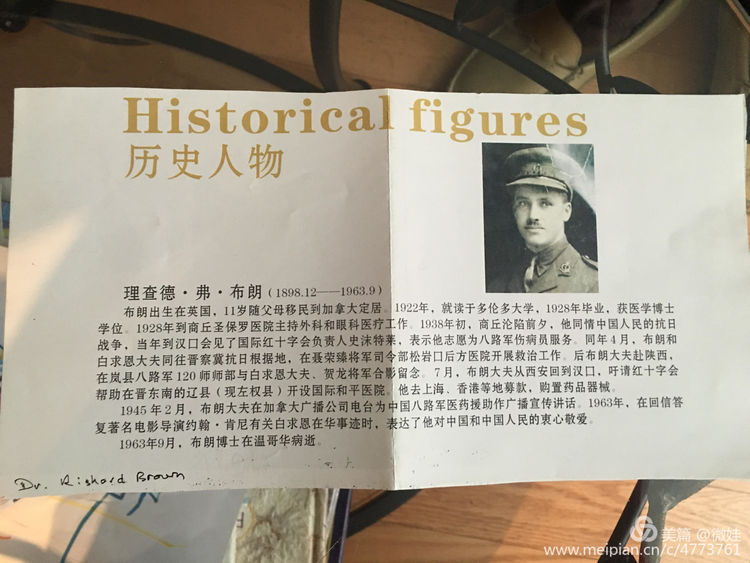 Historical figures
历史人物
理查德·弗·布朗（1898.12——1963.9）
布朗出生在英国，11岁随父母移民到加拿大定居。1922年，就读于多伦多大学，1928年毕业，获医学博士
学位。1928年到商丘圣保罗医院主持外科和眼科医疗工作。1938年初，商丘沦陷前夕，他同情中国人民的抗日
战争，当年到汉口会见了国际红十字会负责人史沫特莱，表示他志愿为八路军伤病员服务。同年4月，布朗和
白求恩大夫同往晋察冀抗日根据地，在聂荣臻将军司令部松岩口后方医院开展救治工作。后布朗大夫赴陕西，
在岚县八路军120师师部与白求恩大夫、贺龙将军合影留念。7月，布朗大夫从西安回到汉口，吁请红十字会
帮助在晋东南的辽县（现左权县）开设国际和平医院。他去上海、香港等地募款，购置药品器械。
1945年2月，布朗大夫在加拿大广播公司电台为中国八路军医药援助作广播宣传讲话。1963年，在回信答
复著名电影导演约翰·肯尼有关白求恩在华事迹时，表达了他对中国和中国人民的衷心敬爱。
1963年9月，布朗博士在温哥华病逝。
Dr. Richard Brown
美篇 @微娃
www.meipian.cn/c/4773761